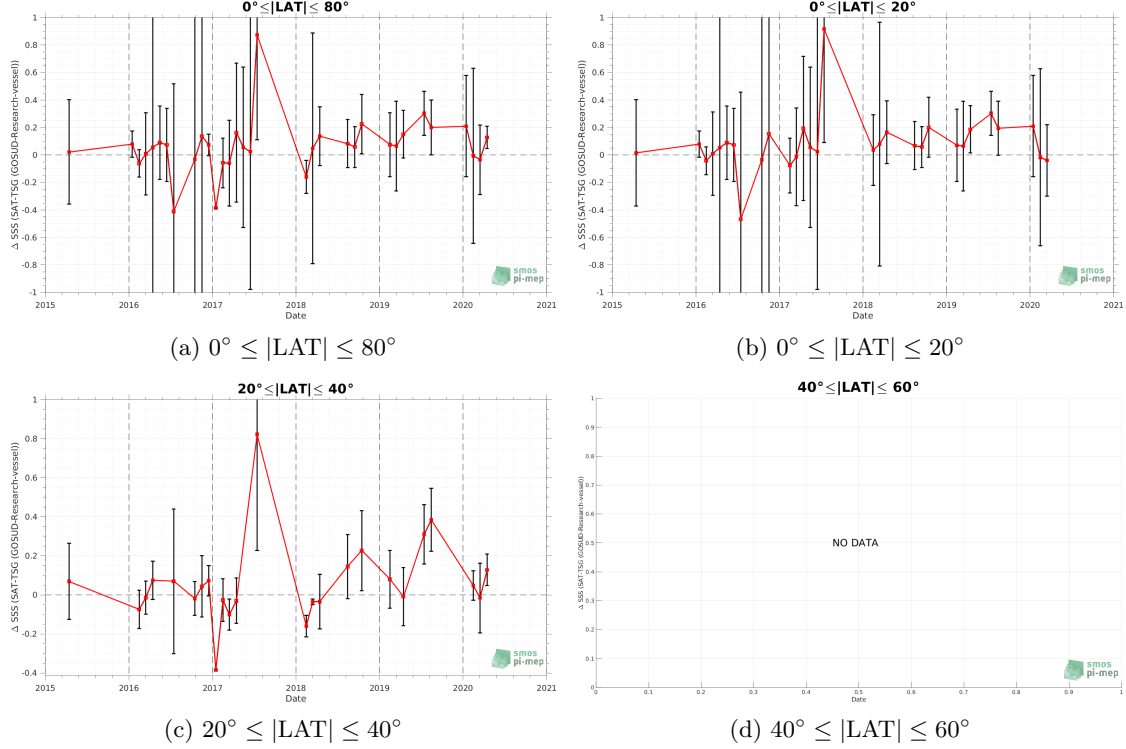 0°≤|LAT|≤ 80°
Δ SSS (SAT-TSG (GOSUD-Research-vessel))
1
0.8
0.6
0.4
0.2
0
-0.2
-0.4
-0.6
-0.8
-1
2015 2016 2017 2018 2019 2020 2021
Date
smos
pi-mep
(a) 0° ≤ |LAT| ≤ 80°
0°≤|LAT|≤ 20°
Δ SSS (SAT-TSG (GOSUD-Research-vessel))
1
0.8
0.6
0.4
0.2
0
-0.2
-0.4
-0.6
-0.8
-1
2015 2016 2017 2018 2019 2020 2021
Date
smos
pi-mep
(b) 0° ≤ |LAT| ≤ 20°
20°≤|LAT|≤ 40°
Δ SSS (SAT-TSG (GOSUD-Research-vessel))
1
0.8
0.6
0.4
0.2
0
-0.2
-0.4
2015 2016 2017 2018 2019 2020 2021
Date
smos
pi-mep
(c) 20° ≤ |LAT| ≤ 40°
40°≤|LAT|≤ 60°
Δ SSS (SAT-TSG (GOSUD-Research-vessel))
1
0.9
0.8
0.7
0.6
0.5
0.4
0.3
0.2
0.1
0
NO DATA
0 0.1 0.2 0.3 0.4 0.5 0.6 0.7 0.8 0.9 1
Date
smos
pi-mep
(d) 40° ≤ |LAT| ≤ 60°